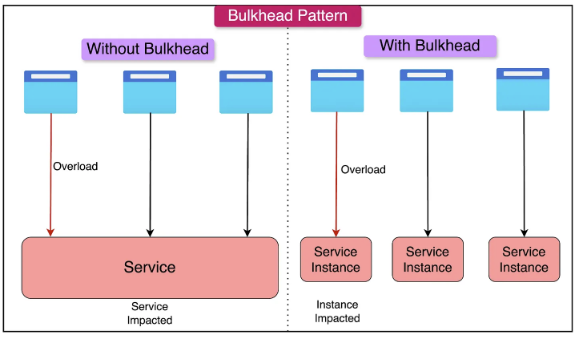 Bulkhead Pattern
Without Bulkhead
With Bulkhead
Overload
Overload
Service
Service
Instance
Service
Instance
Service
Instance
Service
Impacted
Instance
Impacted